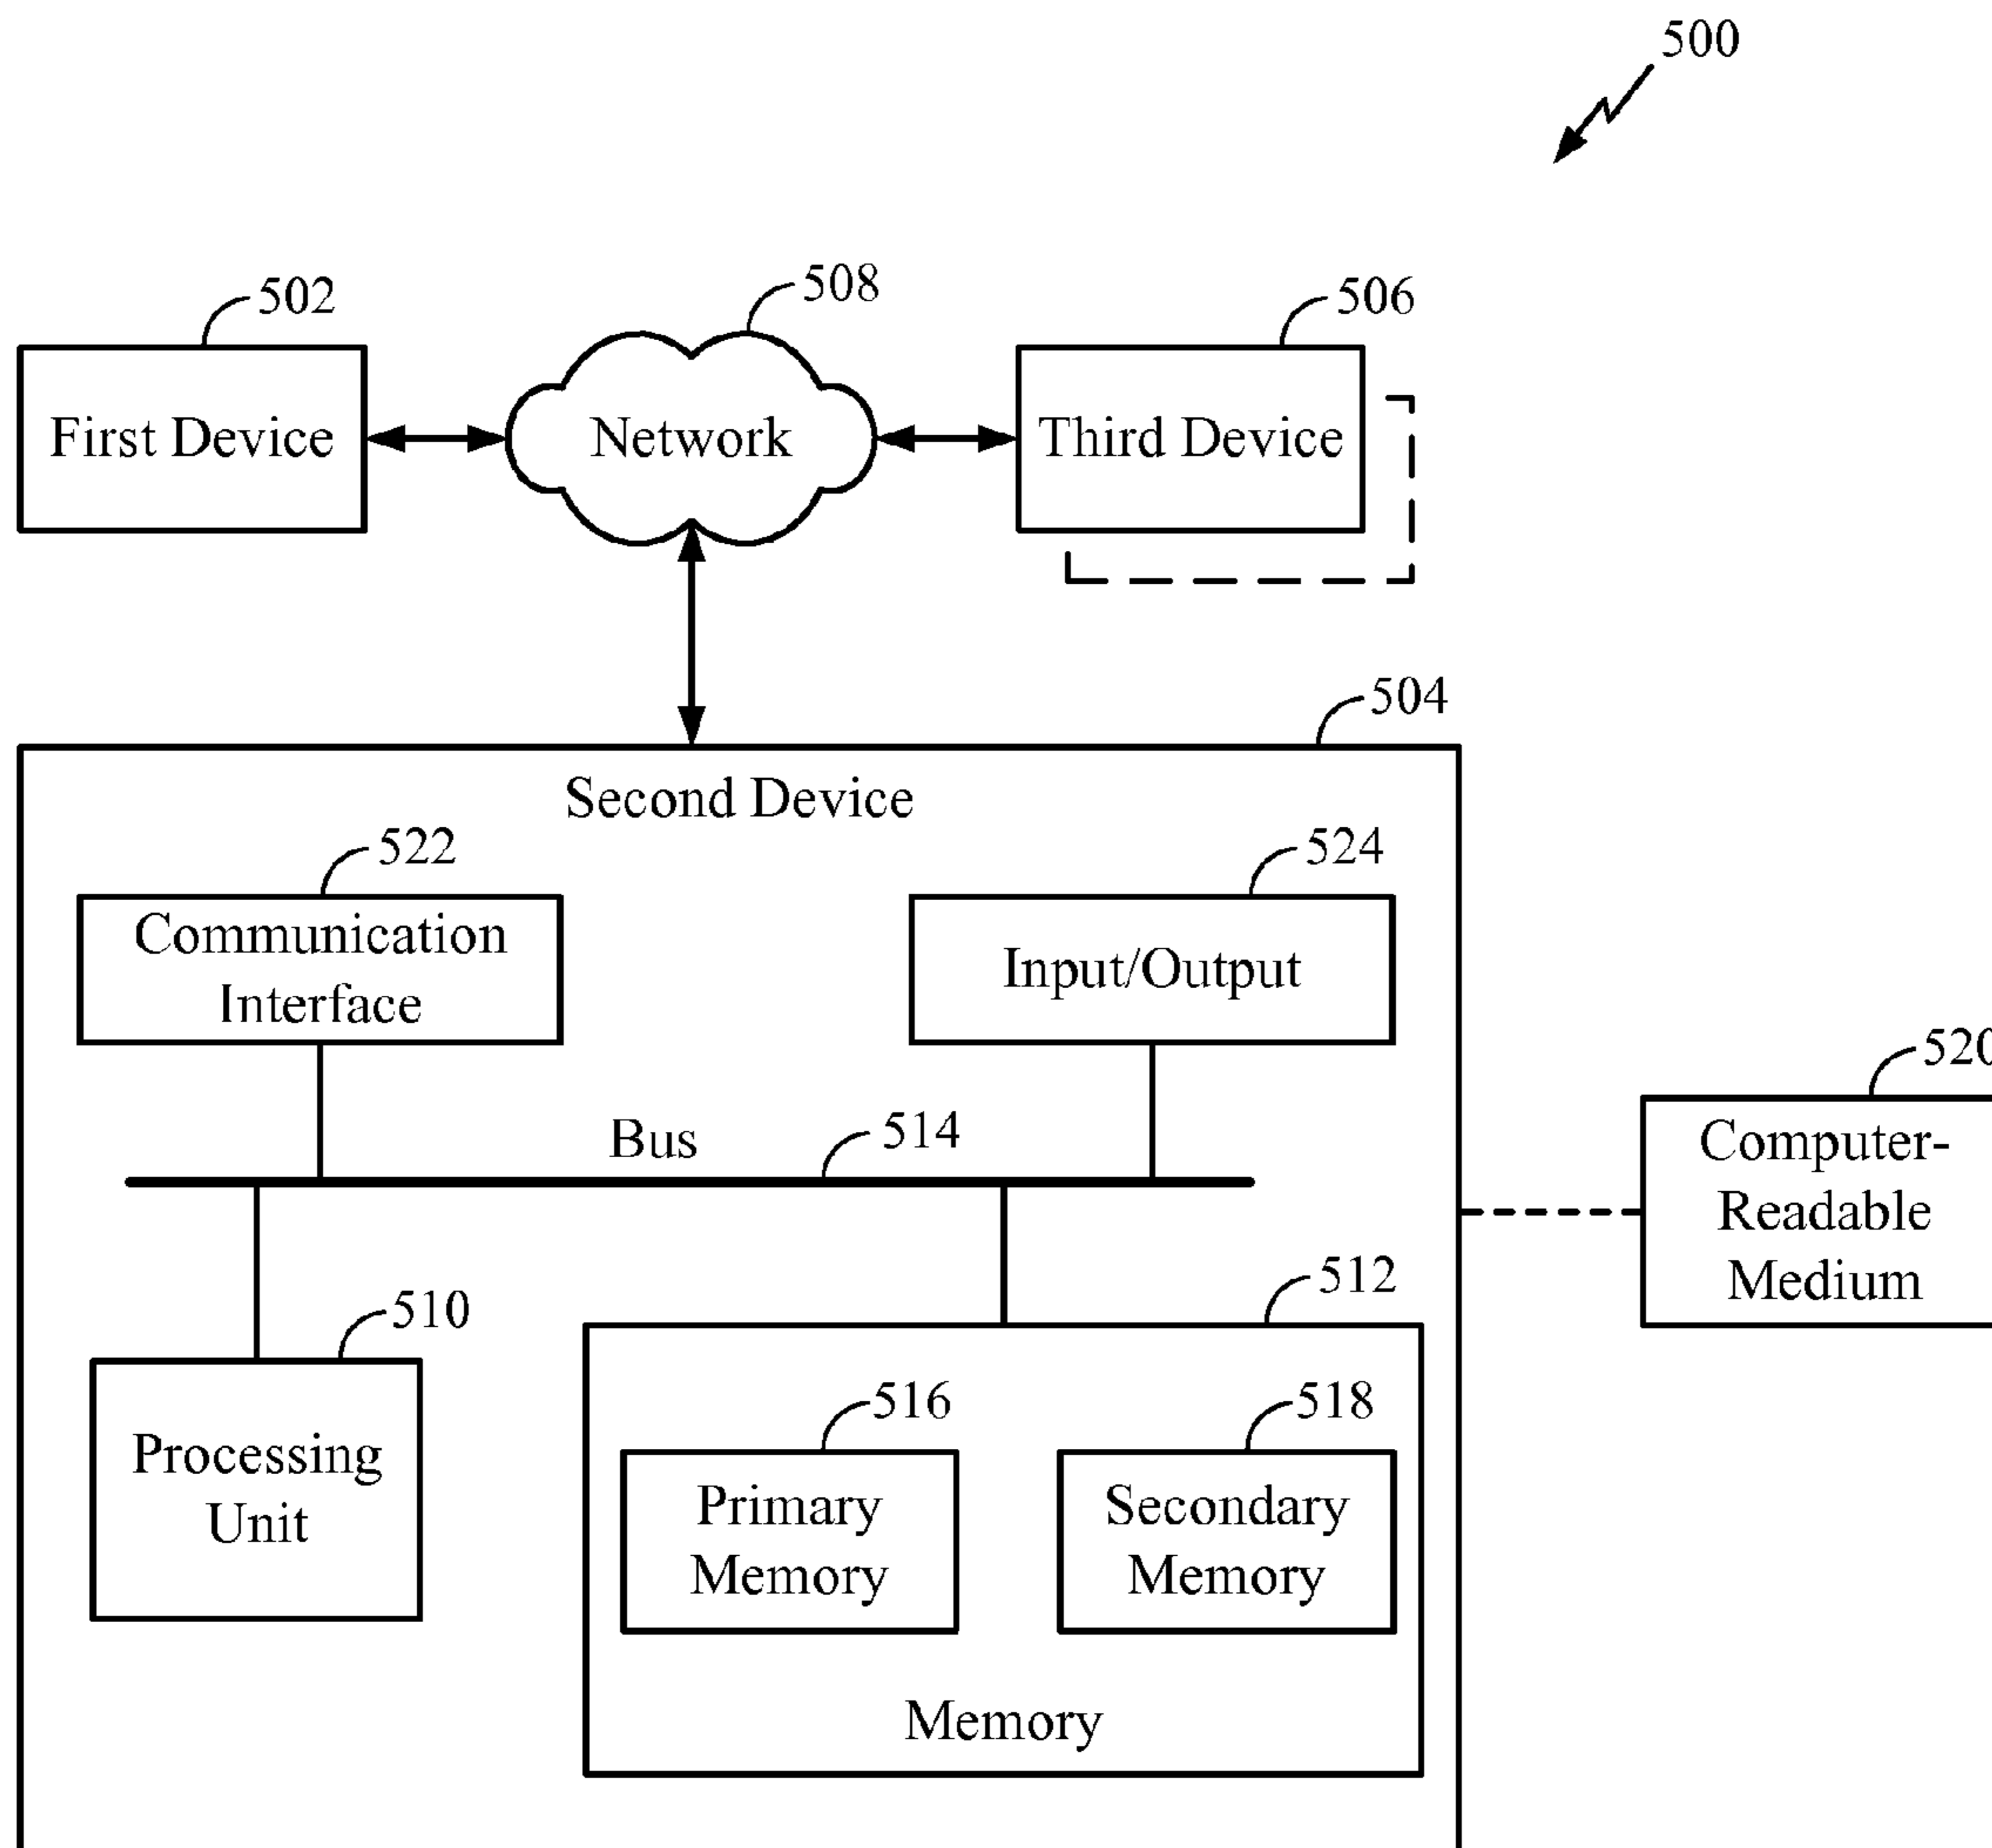 500
502
508
506
First Device
Network
Third Device
504
Second Device
522
524
Communication
Interface
Input/Output
520
Bus
514
Computer-
Readable
Medium
512
510
516
518
Processing
Unit
Primary
Memory
Secondary
Memory
Memory